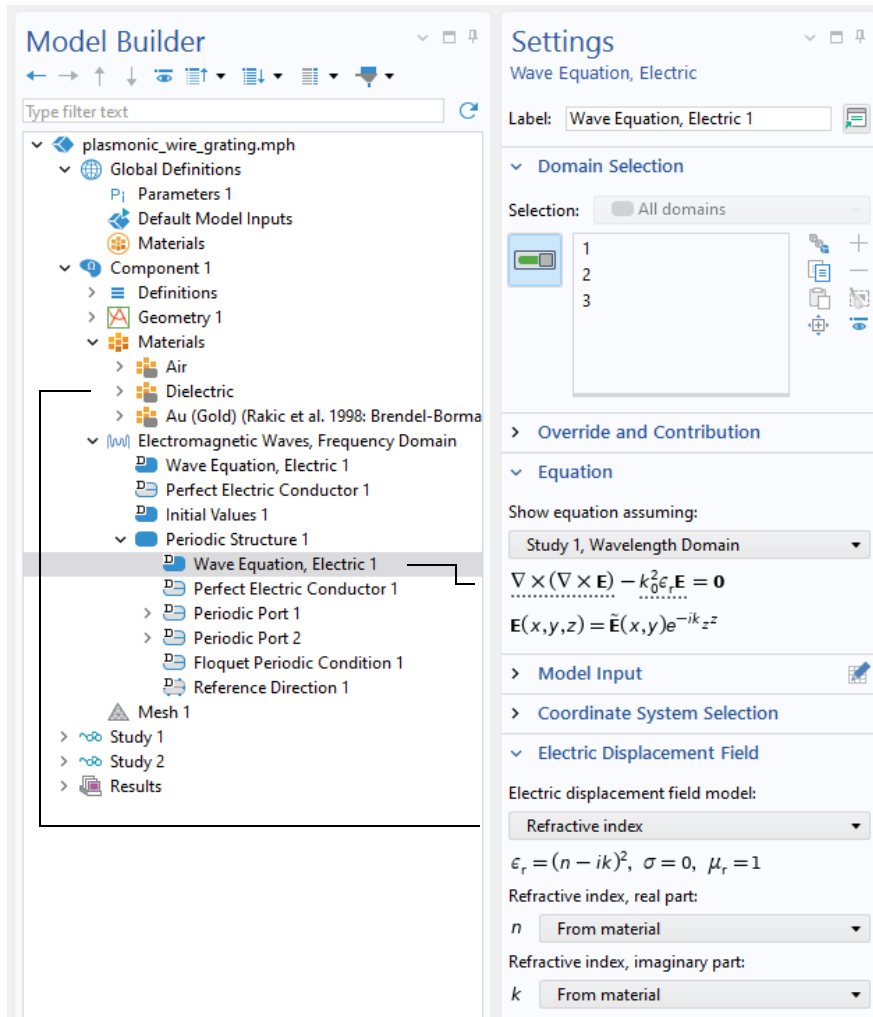 Model Builder
Type filter text
plasmonic_wire_grating.mph
Global Definitions
Pi Parameters 1
Default Model Inputs
Materials
Component 1
Definitions
Geometry 1
Materials
Air
Dielectric
Au (Gold) (Rakic et al. 1998: Brendel-Borma
Electromagnetic Waves, Frequency Domain
D Wave Equation, Electric 1
D Perfect Electric Conductor 1
D Initial Values 1
Periodic Structure 1
D Wave Equation, Electric 1
D Perfect Electric Conductor 1
D Periodic Port 1
D Periodic Port 2
D Floquet Periodic Condition 1
D Reference Direction 1
Mesh 1
Study 1
Study 2
Results
Settings
Wave Equation, Electric
Label: Wave Equation, Electric 1
Domain Selection
Selection: All domains
1
2
3
Override and Contribution
Equation
Show equation assuming:
Study 1, Wavelength Domain
∇ × (∇ × E) − k₀²ϵᵣE = 0
E(x,y,z) = Ẽ(x,y)e^(−ik_z z)
Model Input
Coordinate System Selection
Electric Displacement Field
Electric displacement field model:
Refractive index
ϵᵣ = (n − ik)², σ = 0, μᵣ = 1
Refractive index, real part:
n From material
Refractive index, imaginary part:
k From material